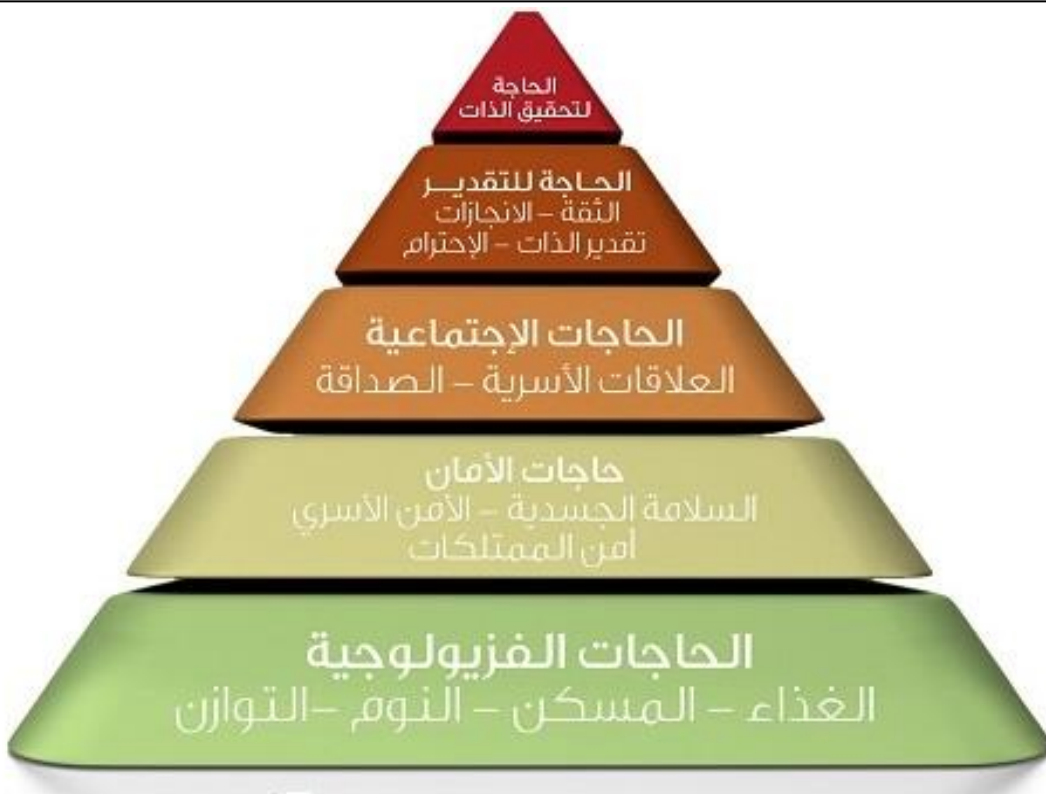 الحاجة
لتحقيق الذات
الحاجة للتقدير
الثقة – الانجازات
تقدير الذات – الإحترام
الحاجات الإجتماعية
العلاقات الأسرية – الصداقة
حاجات الأمان
السلامة الجسدية – الأمن الأسري
أمن الممتلكات
الحاجات الفزيولوجية
الغذاء – المسكن – النوم –التوازن